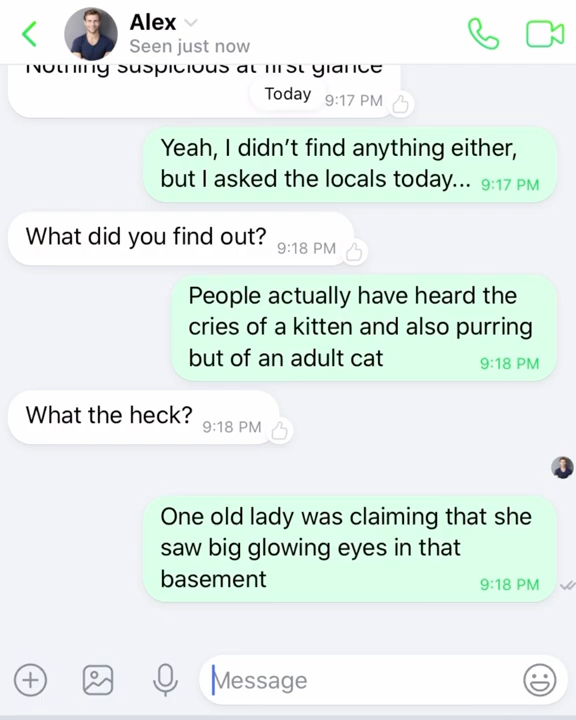 Alex
Seen just now
Nothing suspicious at first glance
Today
9:17 PM
Yeah, I didn’t find anything either,
but I asked the locals today... 9:17 PM
What did you find out? 9:18 PM
People actually have heard the
cries of a kitten and also purring
but of an adult cat 9:18 PM
What the heck? 9:18 PM
One old lady was claiming that she
saw big glowing eyes in that
basement 9:18 PM
Message